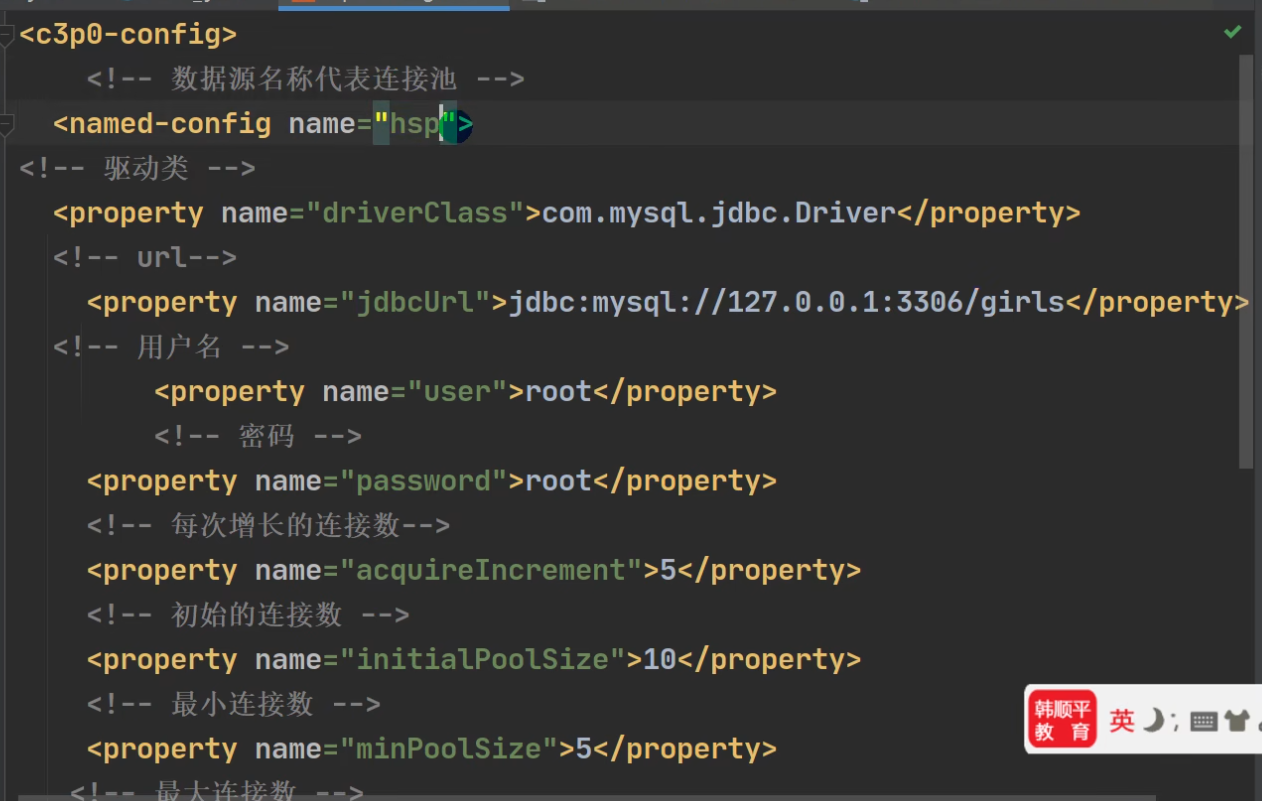 <c3p0-config>
<!-- 数据源名称代表连接池 -->
<named-config name="hsp">
<!-- 驱动类 -->
<property name="driverClass">com.mysql.jdbc.Driver</property>
<!-- url-->
<property name="jdbcUrl">jdbc:mysql://127.0.0.1:3306/girls</property>
<!-- 用户名 -->
<property name="user">root</property>
<!-- 密码 -->
<property name="password">root</property>
<!-- 每次增长的连接数-->
<property name="acquireIncrement">5</property>
<!-- 初始的连接数 -->
<property name="initialPoolSize">10</property>
<!-- 最小连接数 -->
<property name="minPoolSize">5</property>
<!-- 最大连接数 -->
韩顺平
教 育
英